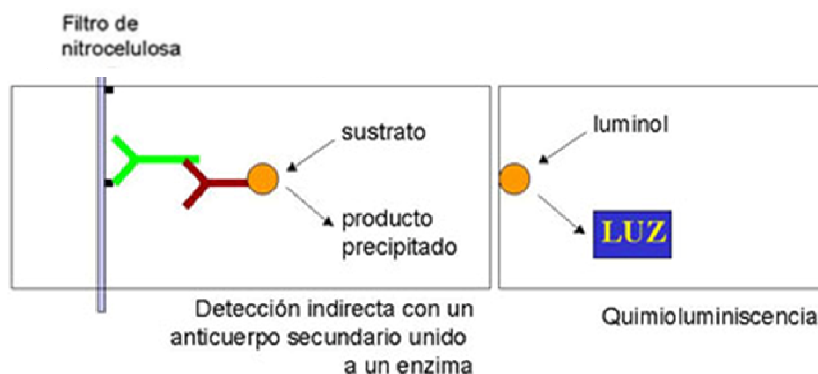 Filtro de
nitrocelulosa
sustrato
producto
precipitado
Detección indirecta con un
anticuerpo secundario unido
a un enzima
luminol
LUZ
Quimioluminiscencia